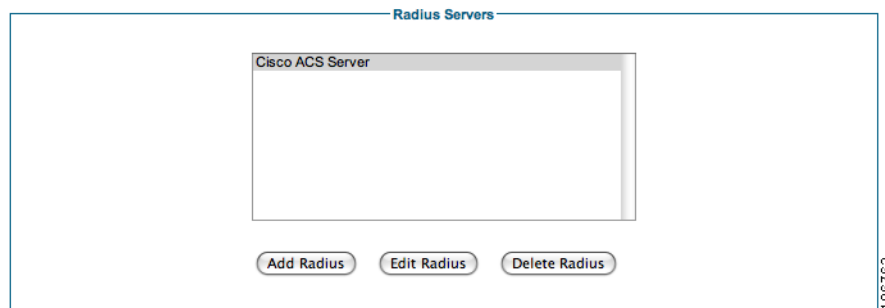 Radius Servers
Cisco ACS Server
Add Radius Edit Radius Delete Radius